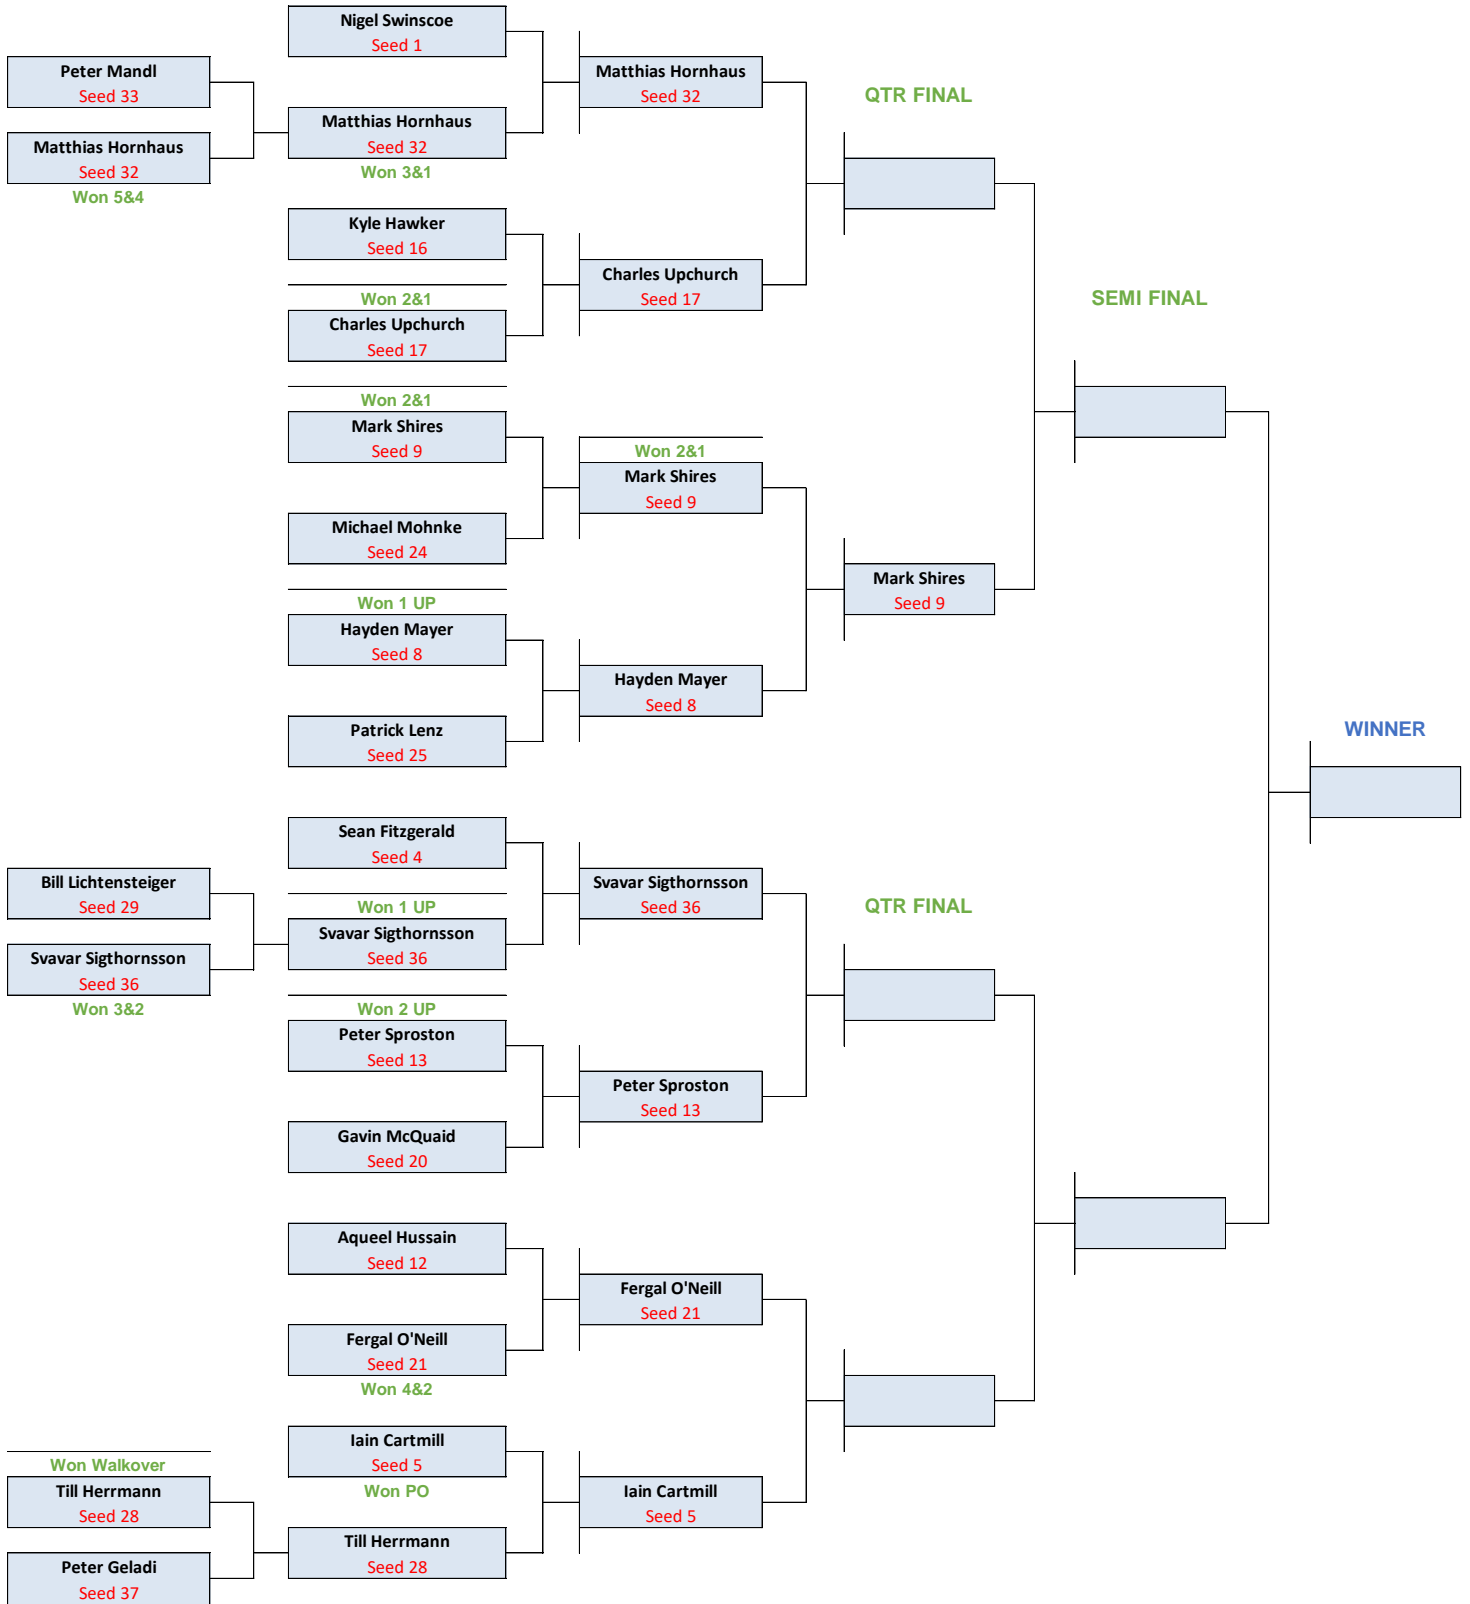 Nigel Swinscoe
Seed 1
Peter Mandl
Seed 33
Matthias Hornhaus
Seed 32
QTR FINAL
Matthias Hornhaus
Seed 32
Won 3&1
Matthias Hornhaus
Seed 32
Won 5&4
Kyle Hawker
Seed 16
Charles Upchurch
Seed 17
Won 2&1
Charles Upchurch
Seed 17
SEMI FINAL
Won 2&1
Mark Shires
Seed 9
Won 2&1
Mark Shires
Seed 9
Michael Mohnke
Seed 24
Mark Shires
Seed 9
Won 1 UP
Hayden Mayer
Seed 8
Hayden Mayer
Seed 8
Patrick Lenz
Seed 25
WINNER
Sean Fitzgerald
Seed 4
Bill Lichtensteiger
Seed 29
Svavar Sigthornsson
Seed 36
QTR FINAL
Won 1 UP
Svavar Sigthornsson
Seed 36
Svavar Sigthornsson
Seed 36
Won 3&2
Won 2 UP
Peter Sproston
Seed 13
Peter Sproston
Seed 13
Gavin McQuaid
Seed 20
Aqueel Hussain
Seed 12
Fergal O'Neill
Seed 21
Fergal O'Neill
Seed 21
Won 4&2
Iain Cartmill
Seed 5
Won PO
Won Walkover
Till Herrmann
Seed 28
Iain Cartmill
Seed 5
Till Herrmann
Seed 28
Peter Geladi
Seed 37